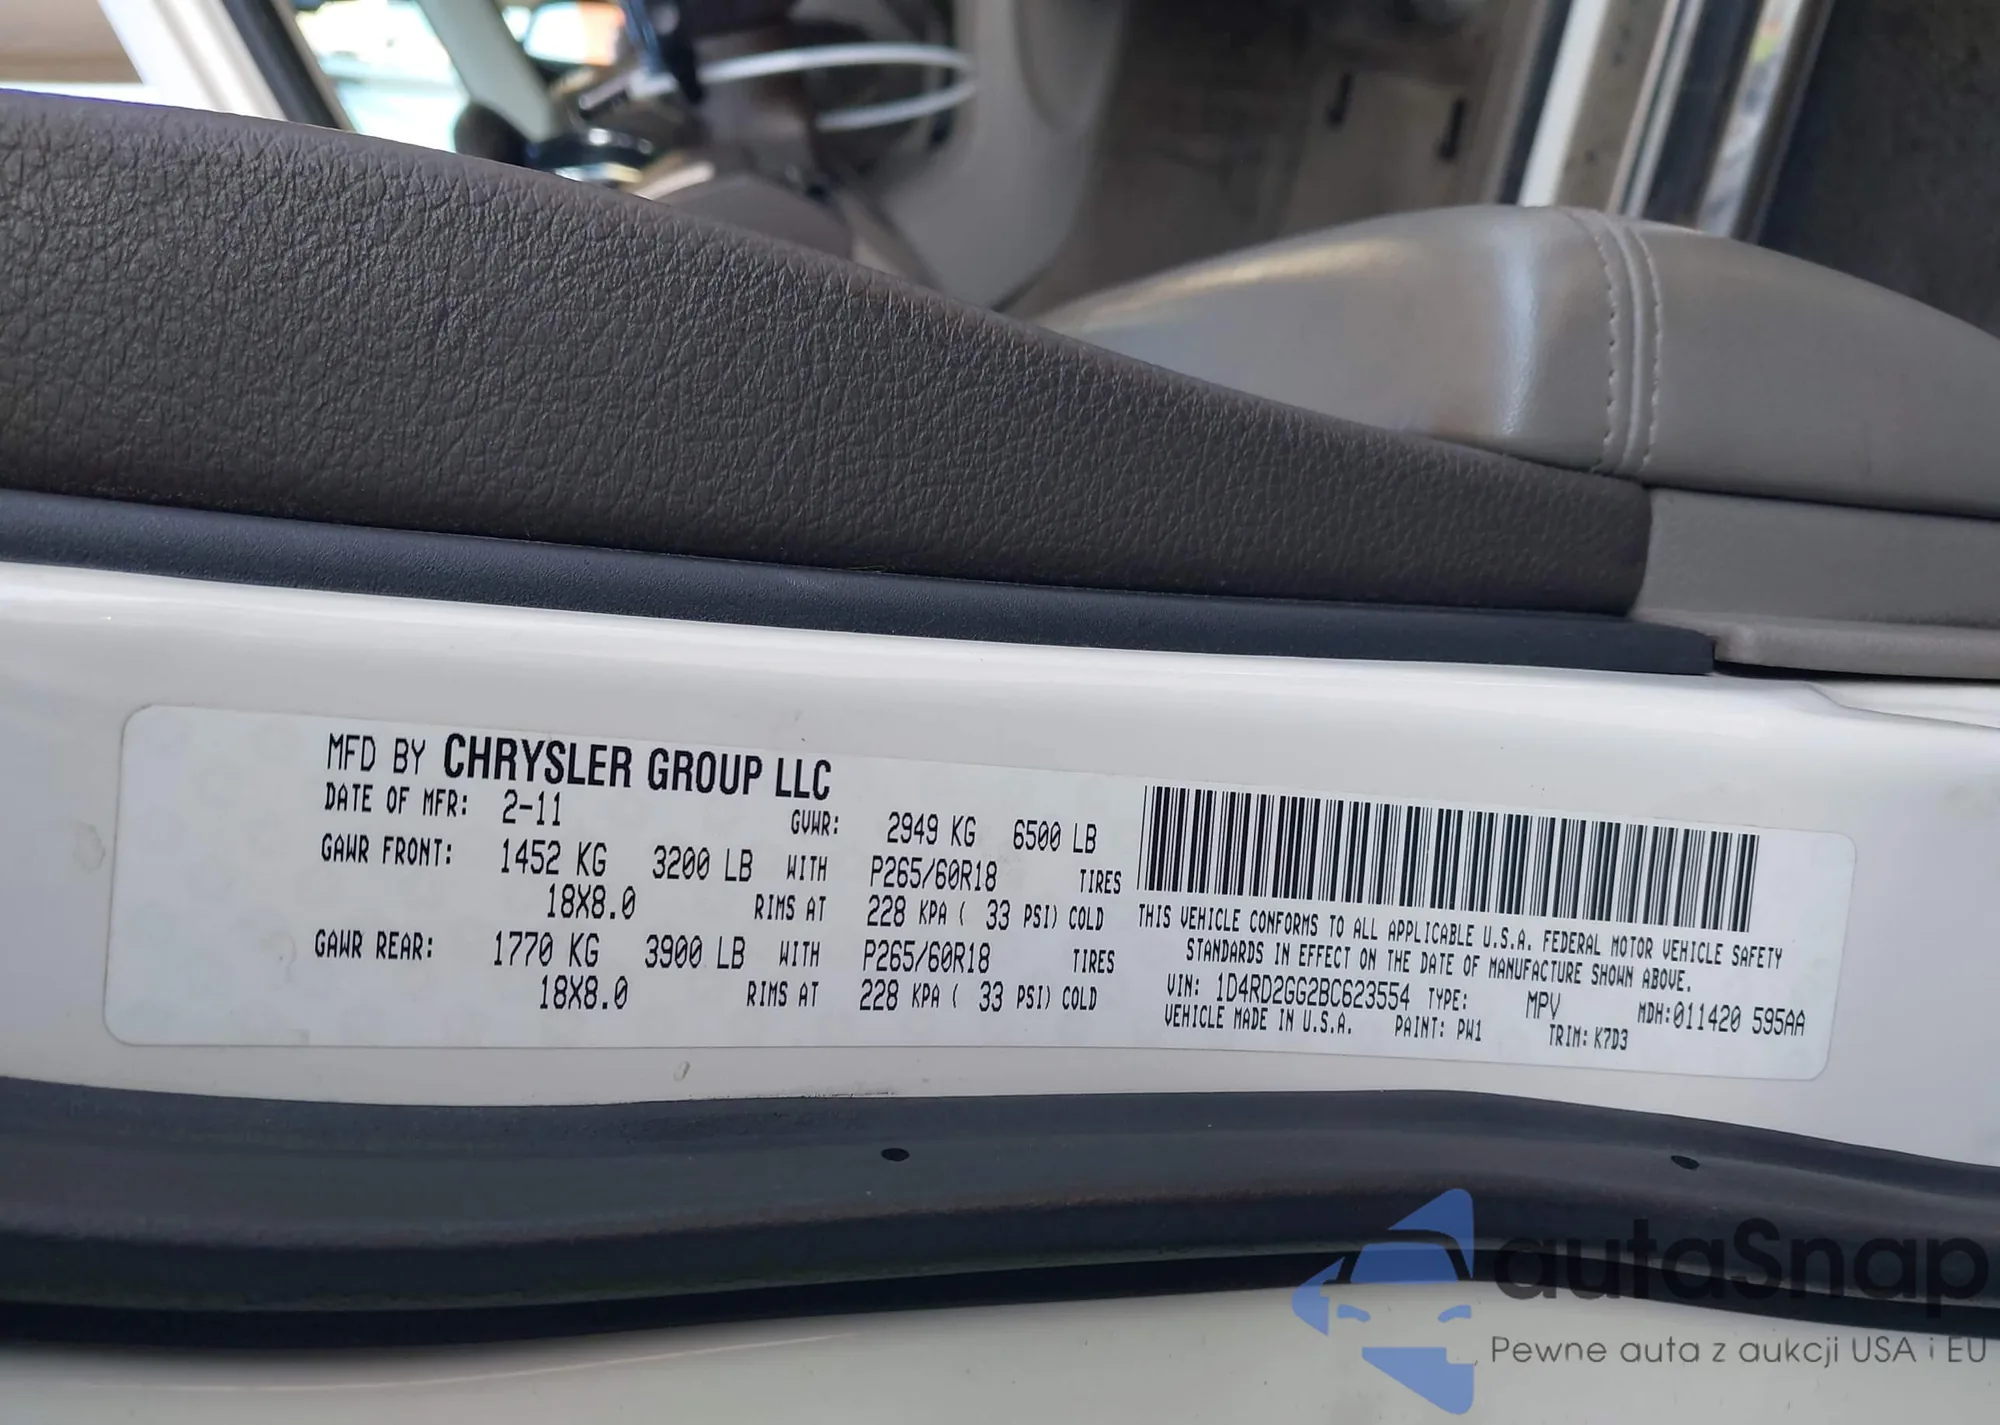 MFD BY CHRYSLER GROUP LLC
DATE OF MFR: 2-11 GVWR: 2949 KG 6500 LB
GAWR FRONT: 1452 KG 3200 LB WITH P265/60R18 TIRES
18X8.0 RIMS AT 228 KPA ( 33 PSI) COLD
GAWR REAR: 1770 KG 3900 LB WITH P265/60R18 TIRES
18X8.0 RIMS AT 228 KPA ( 33 PSI) COLD
THIS VEHICLE CONFORMS TO ALL APPLICABLE U.S.A. FEDERAL MOTOR VEHICLE SAFETY
STANDARDS IN EFFECT ON THE DATE OF MANUFACTURE SHOWN ABOVE.
VIN: 1D4RD2GG2BC623554 TYPE: MPV MDH:011420 595AA
VEHICLE MADE IN U.S.A. PAINT: PW1 TRIM: K7D3
autaSnap
Pewne auta z aukcji USA i EU